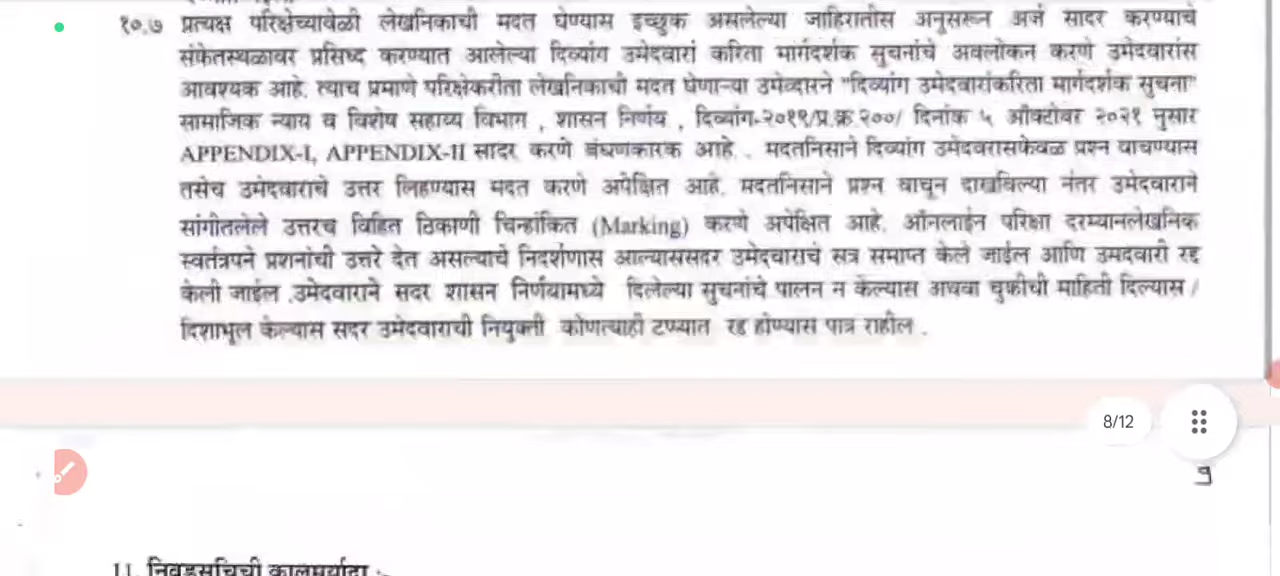 १०.७ प्रत्यक्ष परिक्षेच्यावेळी लेखनिकाची मदत घेण्यास इच्छुक असलेल्या जाहिरातीस अनुसरून अर्ज सादर करण्याचे
संकेतस्थळावर प्रसिध्द करण्यात आलेल्या दिव्यांग उमेदवारां करिता मार्गदर्शक सुचनांचे अवलोकन करणे उमेदवारांस
आवश्यक आहे. त्याच प्रमाणे परिक्षेकरीता लेखनिकाची मदत घेणाऱ्या उमेव्दारने "दिव्यांग उमेदवारांकरिता मार्गदर्शक सुचना"
सामाजिक न्याय व विशेष सहाय्य विभाग , शासन निर्णय , दिव्यांग-२०१९/प्र.क्र.२००/ दिनांक ५ ऑक्टोबर २०२१ नुसार
APPENDIX-I, APPENDIX-II सादर करणे बंधणकारक आहे . मदतनिसाने दिव्यांग उमेदवरासकेवळ प्रश्न वाचण्यास
तसेच उमेदवाराचे उत्तर लिहण्यास मदत करणे अपेक्षित आहे. मदतनिसाने प्रश्न वाचून दाखविल्या नंतर उमेदवाराने
सांगीतलेले उत्तरच विहित ठिकाणी चिन्हांकित (Marking) करणे अपेक्षित आहे. ऑनलाईन परिक्षा दरम्यानलेखनिक
स्वतंत्रपने प्रशनांची उत्तरे देत असल्याचे निदर्शणास आल्याससदर उमेदवाराचे सत्र समाप्त केले जाईल आणि उमदवारी रद्द
केली जाईल .उमेदवाराने सदर शासन निर्णयामध्ये दिलेल्या सुचनांचे पालन न केल्यास अथवा चुकीची माहिती दिल्यास /
दिशाभूल केल्यास सदर उमेदवाराची नियुक्ती कोणत्याही टप्यात रद्द होण्यास पात्र राहील .
8/12
9
11. निवडसूचिची कालमर्यादा :-